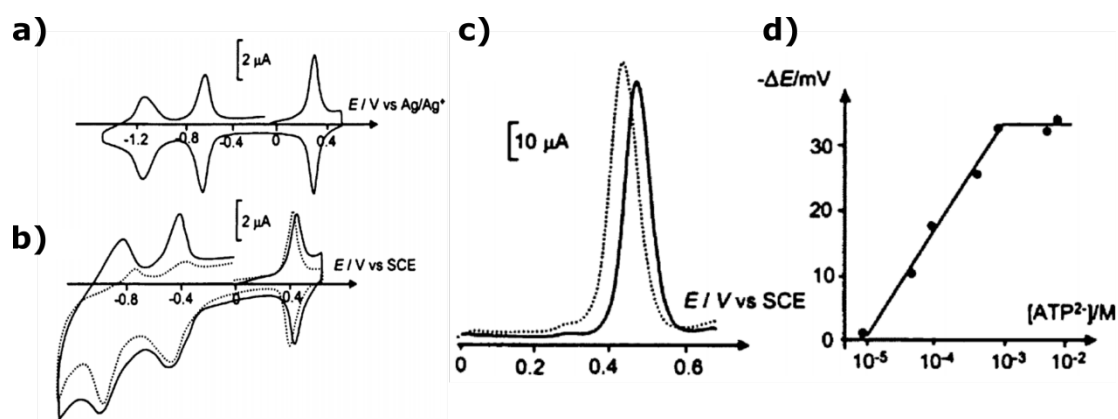 a)
2 μA
E / V vs Ag/Ag+
-1.2 -0.8 -0.4 0 0.4
b)
2 μA
E / V vs SCE
-0.8 -0.4 0 0.4
c)
10 μA
E / V vs SCE
0 0.2 0.4 0.6
d)
-ΔE/mV
30
20
10
0
[ATP²⁻]/M
10⁻⁵ 10⁻⁴ 10⁻³ 10⁻²